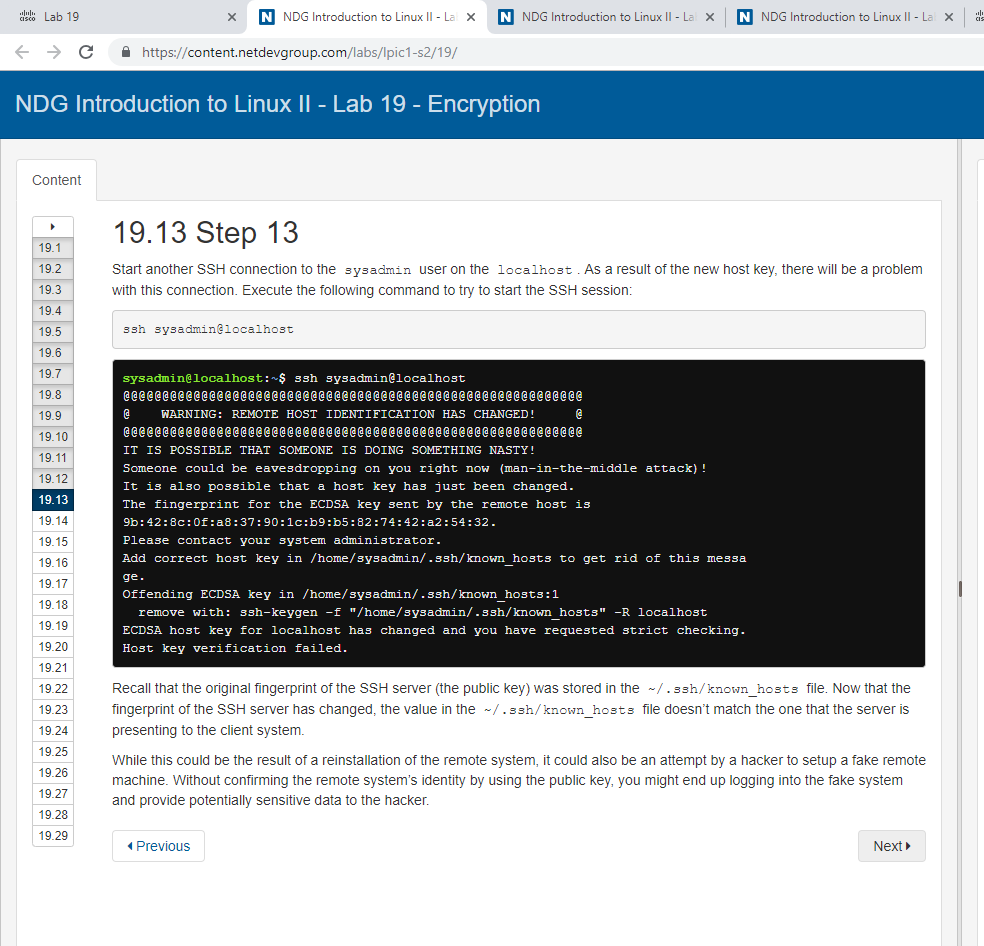 Lab 19
NDG Introduction to Linux II - La
NDG Introduction to Linux II - La
NDG Introduction to Linux II - La
https://content.netdevgroup.com/labs/lpic1-s2/19/
NDG Introduction to Linux II - Lab 19 - Encryption
Content
19.1
19.2
19.3
19.4
19.5
19.6
19.7
19.8
19.9
19.10
19.11
19.12
19.13
19.14
19.15
19.16
19.17
19.18
19.19
19.20
19.21
19.22
19.23
19.24
19.25
19.26
19.27
19.28
19.29
19.13 Step 13
Start another SSH connection to the sysadmin user on the localhost. As a result of the new host key, there will be a problem
with this connection. Execute the following command to try to start the SSH session:
ssh sysadmin@localhost
sysadmin@localhost:~$ ssh sysadmin@localhost
@@@@@@@@@@@@@@@@@@@@@@@@@@@@@@@@@@@@@@@@@@@@@@@@@@@@@@@@@@@
@    WARNING: REMOTE HOST IDENTIFICATION HAS CHANGED!     @
@@@@@@@@@@@@@@@@@@@@@@@@@@@@@@@@@@@@@@@@@@@@@@@@@@@@@@@@@@@
IT IS POSSIBLE THAT SOMEONE IS DOING SOMETHING NASTY!
Someone could be eavesdropping on you right now (man-in-the-middle attack)!
It is also possible that a host key has just been changed.
The fingerprint for the ECDSA key sent by the remote host is
9b:42:8c:0f:a8:37:90:1c:b9:b5:82:74:42:a2:54:32.
Please contact your system administrator.
Add correct host key in /home/sysadmin/.ssh/known_hosts to get rid of this messa
ge.
Offending ECDSA key in /home/sysadmin/.ssh/known_hosts:1
  remove with: ssh-keygen -f "/home/sysadmin/.ssh/known_hosts" -R localhost
ECDSA host key for localhost has changed and you have requested strict checking.
Host key verification failed.
Recall that the original fingerprint of the SSH server (the public key) was stored in the ~/.ssh/known_hosts file. Now that the
fingerprint of the SSH server has changed, the value in the ~/.ssh/known_hosts file doesn't match the one that the server is
presenting to the client system.
While this could be the result of a reinstallation of the remote system, it could also be an attempt by a hacker to setup a fake remote
machine. Without confirming the remote system's identity by using the public key, you might end up logging into the fake system
and provide potentially sensitive data to the hacker.
Previous
Next